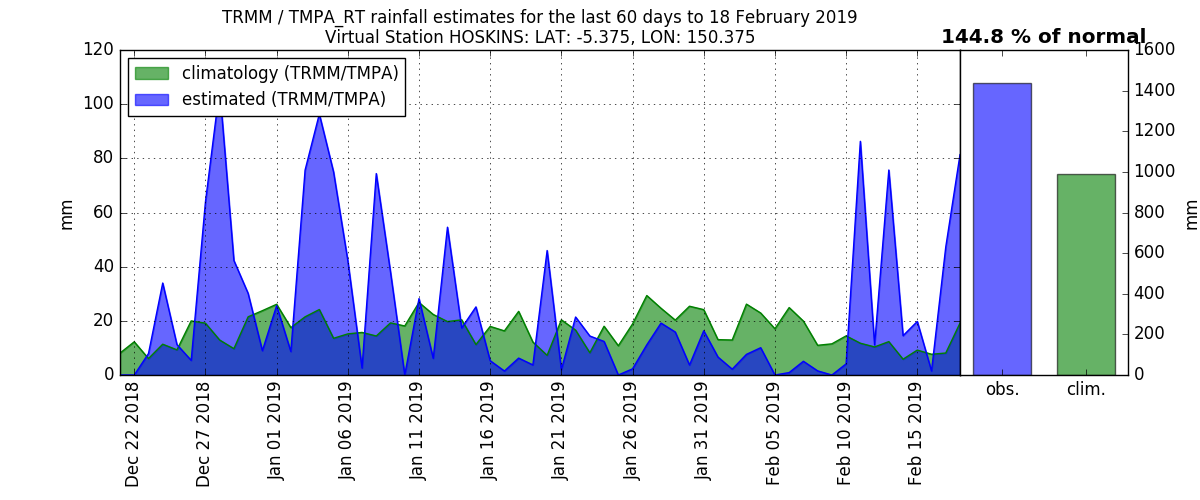 TRMM / TMPA_RT rainfall estimates for the last 60 days to 18 February 2019
Virtual Station HOSKINS: LAT: -5.375, LON: 150.375
144.8 % of normal
climatology (TRMM/TMPA)
estimated (TRMM/TMPA)
120
100
80
60
40
20
0
mm
1600
1400
1200
1000
800
600
400
200
0
mm
Dec 22 2018
Dec 27 2018
Jan 01 2019
Jan 06 2019
Jan 11 2019
Jan 16 2019
Jan 21 2019
Jan 26 2019
Jan 31 2019
Feb 05 2019
Feb 10 2019
Feb 15 2019
obs.
clim.